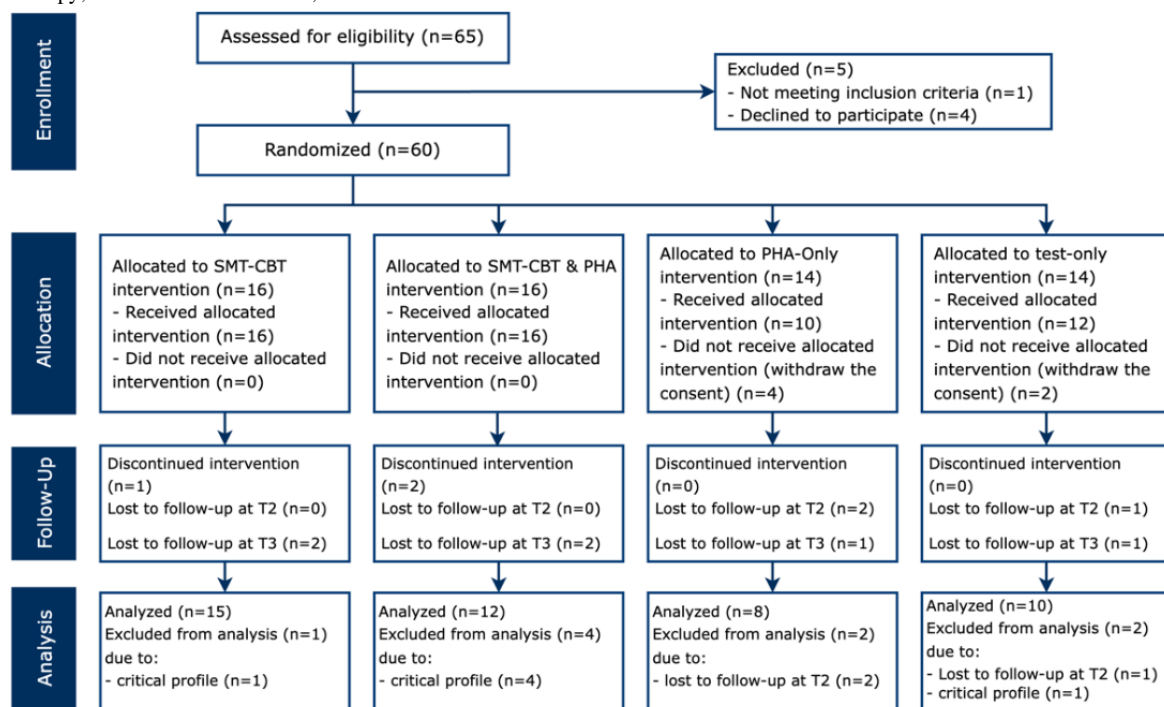 Enrollment
Assessed for eligibility (n=65)
Excluded (n=5)
- Not meeting inclusion criteria (n=1)
- Declined to participate (n=4)
Randomized (n=60)
Allocation
Allocated to SMT-CBT
intervention (n=16)
- Received allocated
intervention (n=16)
- Did not receive allocated
intervention (n=0)
Allocated to SMT-CBT & PHA
intervention (n=16)
- Received allocated
intervention (n=16)
- Did not receive allocated
intervention (n=0)
Allocated to PHA-Only
intervention (n=14)
- Received allocated
intervention (n=10)
- Did not receive allocated
intervention (withdraw the
consent) (n=4)
Allocated to test-only
intervention (n=14)
- Received allocated
intervention (n=12)
- Did not receive allocated
intervention (withdraw the
consent) (n=2)
Follow-Up
Discontinued intervention
(n=1)
Lost to follow-up at T2 (n=0)
Lost to follow-up at T3 (n=2)
Discontinued intervention
(n=2)
Lost to follow-up at T2 (n=0)
Lost to follow-up at T3 (n=2)
Discontinued intervention
(n=0)
Lost to follow-up at T2 (n=2)
Lost to follow-up at T3 (n=1)
Discontinued intervention
(n=0)
Lost to follow-up at T2 (n=1)
Lost to follow-up at T3 (n=1)
Analysis
Analyzed (n=15)
Excluded from analysis (n=1)
due to:
- critical profile (n=1)
Analyzed (n=12)
Excluded from analysis (n=4)
due to:
- critical profile (n=4)
Analyzed (n=8)
Excluded from analysis (n=2)
due to:
- lost to follow-up at T2 (n=2)
Analyzed (n=10)
Excluded from analysis (n=2)
due to:
- Lost to follow-up at T2 (n=1)
- critical profile (n=1)